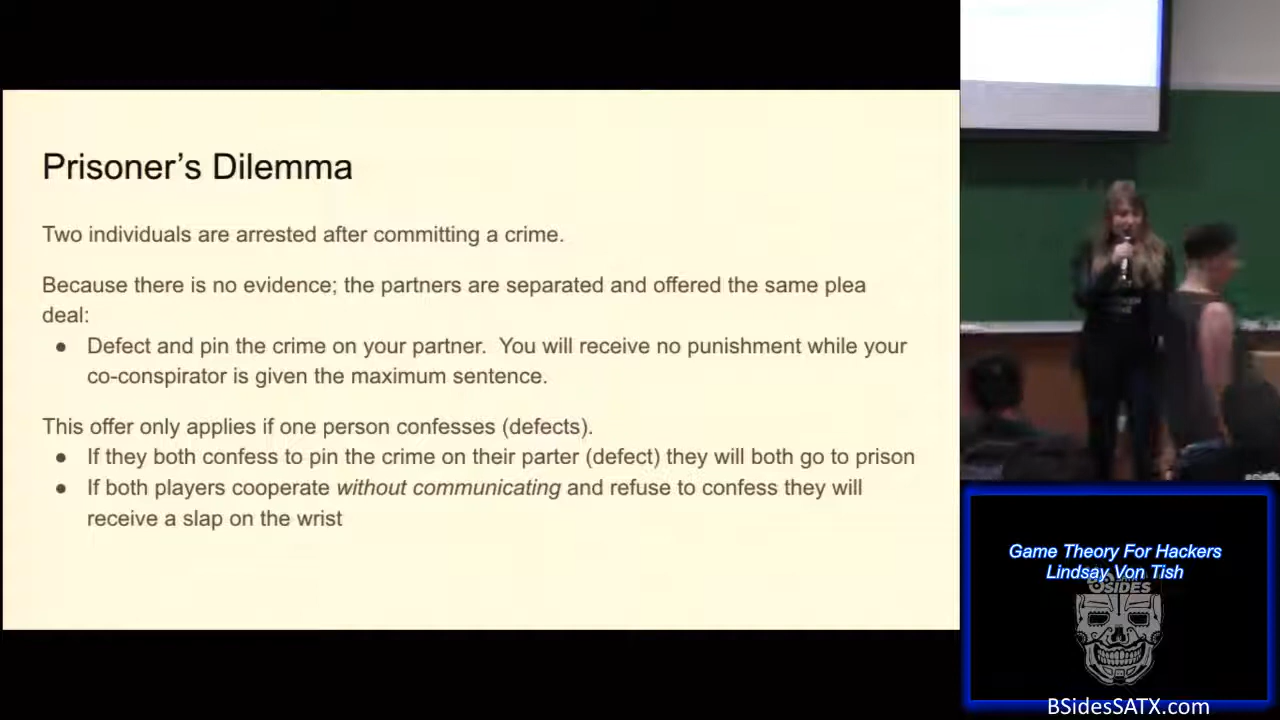 Prisoner’s Dilemma
Two individuals are arrested after committing a crime.
Because there is no evidence; the partners are separated and offered the same plea
deal:
● Defect and pin the crime on your partner.  You will receive no punishment while your
co-conspirator is given the maximum sentence.
This offer only applies if one person confesses (defects).
● If they both confess to pin the crime on their parter (defect) they will both go to prison
● If both players cooperate without communicating and refuse to confess they will
receive a slap on the wrist
Game Theory For Hackers
Lindsay Von Tish
BSIDES
BSidesSATX.com